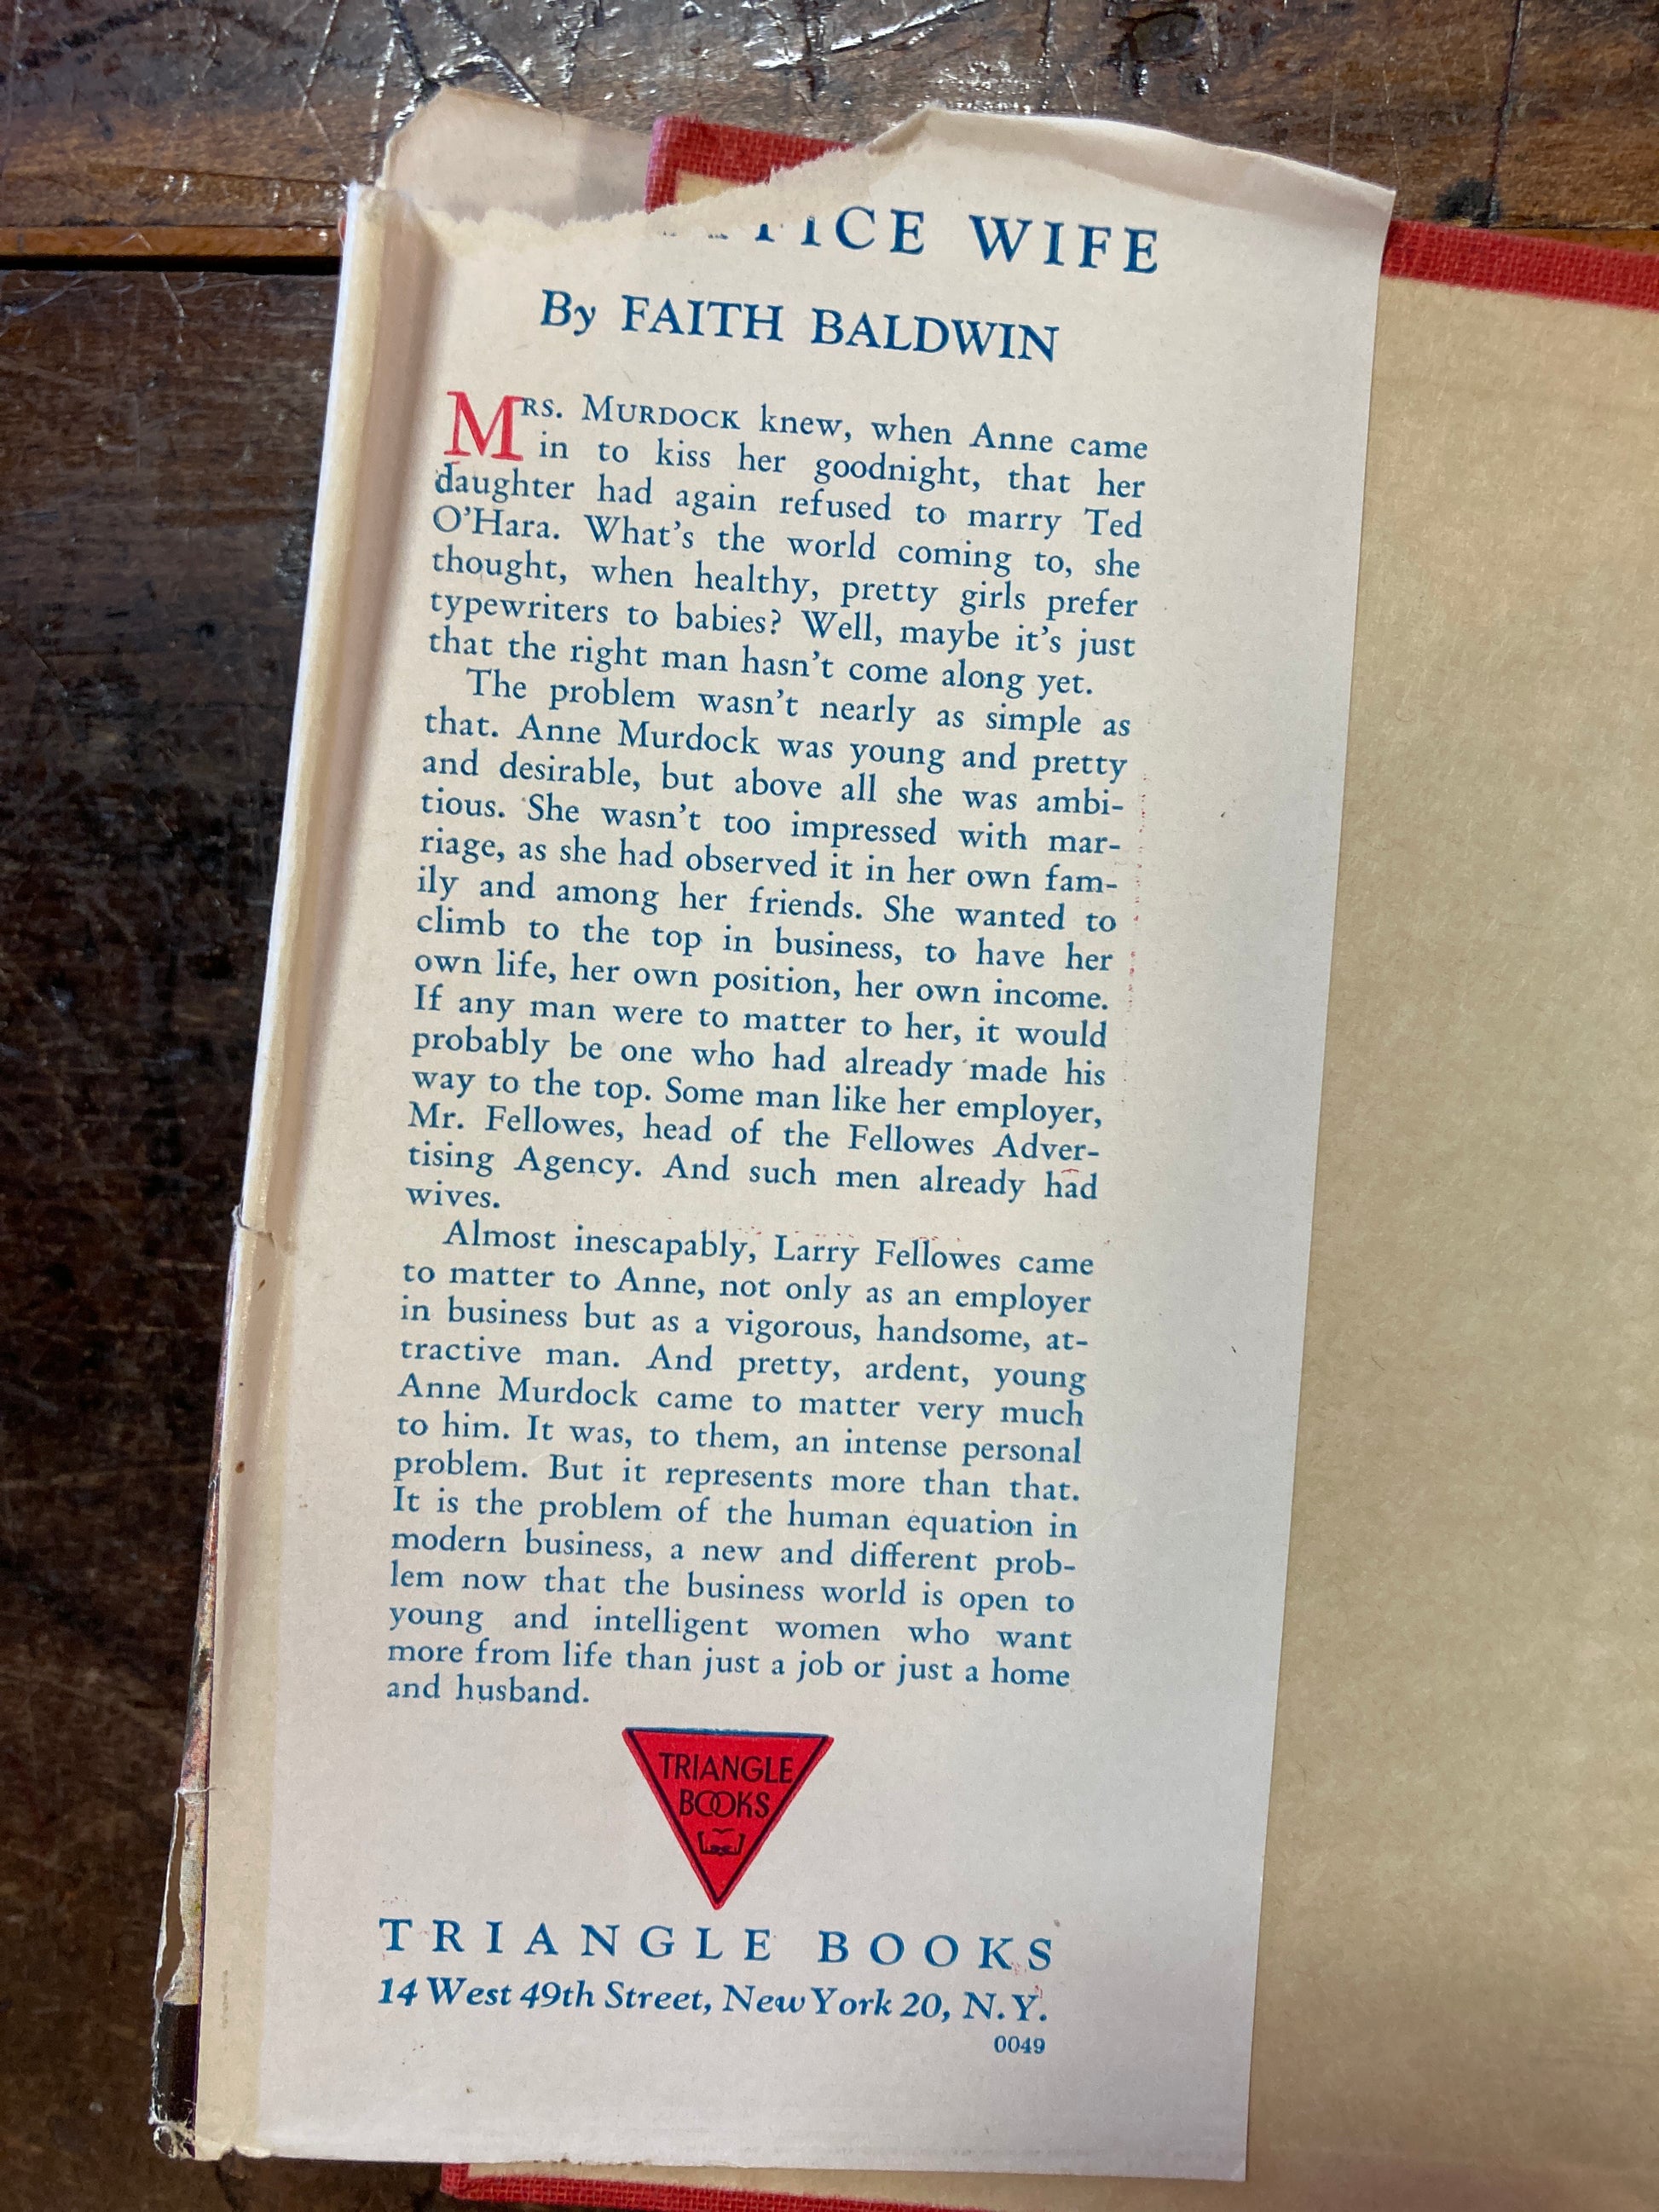 WIFE
By FAITH BALDWIN
MRS. MURDOCK knew, when Anne came
in to kiss her goodnight, that her
daughter had again refused to marry Ted
O'Hara. What's the world coming to, she
thought, when healthy, pretty girls prefer
typewriters to babies? Well, maybe it's just
that the right man hasn't come along yet.
The problem wasn't nearly as simple as
that. Anne Murdock was young and pretty
and desirable, but above all she was ambi-
tious. She wasn't too impressed with mar-
riage, as she had observed it in her own fam-
ily and among her friends. She wanted to
climb to the top in business, to have her
own life, her own position, her own income.
If any man were to matter to her, it would
probably be one who had already made his
way to the top. Some man like her employer,
Mr. Fellowes, head of the Fellowes Adver-
tising Agency. And such men already had
wives.
Almost inescapably, Larry Fellowes came
to matter to Anne, not only as an employer
in business but as a vigorous, handsome, at-
tractive man. And pretty, ardent, young
Anne Murdock came to matter very much
to him. It was, to them, an intense personal
problem. But it represents more than that.
It is the problem of the human equation in
modern business, a new and different prob-
lem now that the business world is open to
young and intelligent women who want
more from life than just a job or just a home
and husband.
TRIANGLE
BOOKS
TRIANGLE BOOKS
14 West 49th Street, New York 20, N.Y.
0049